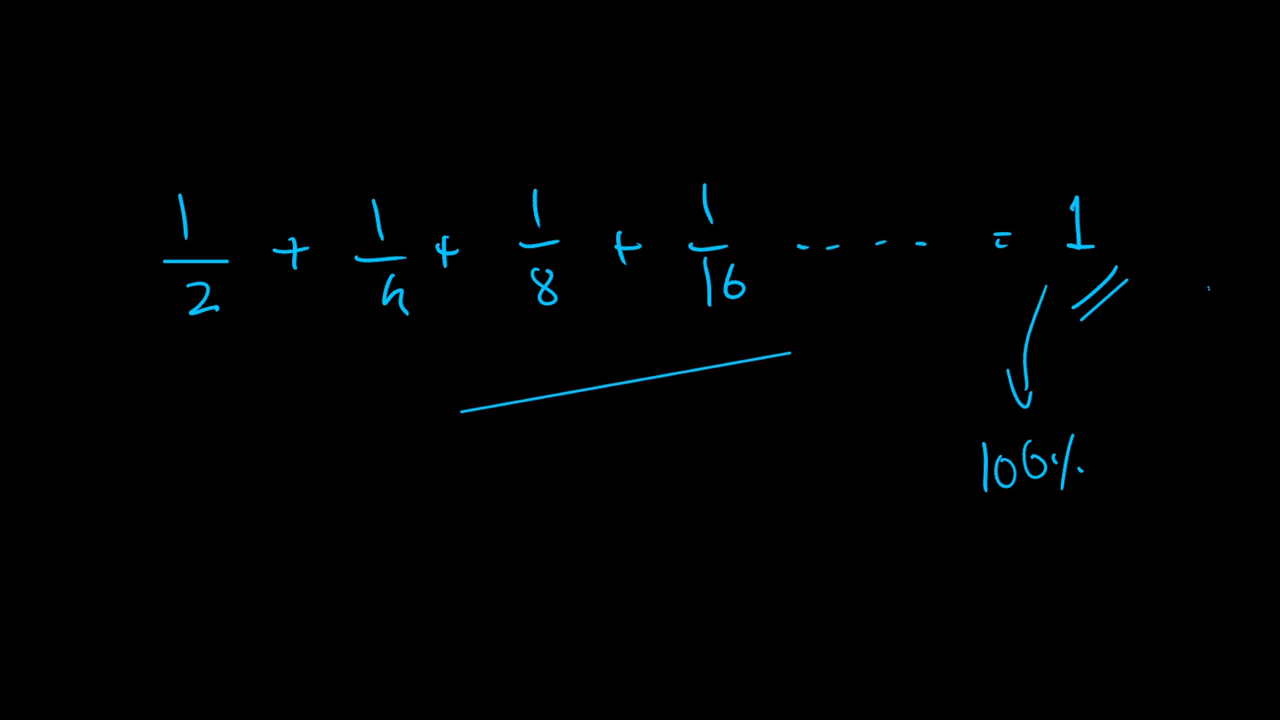 1/2 + 1/4 + 1/8 + 1/16 ----- = 1
100%